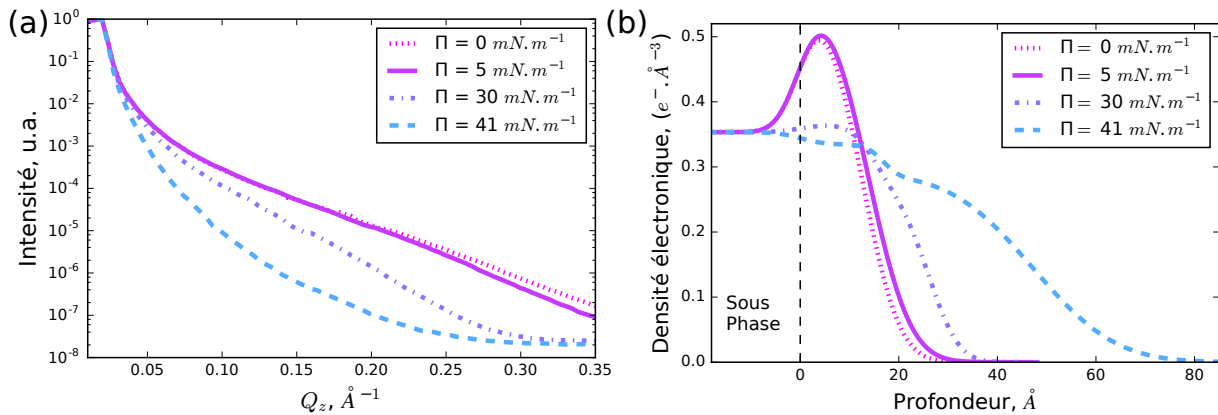 (a)
Intensité, u.a.
10⁰
10⁻¹
10⁻²
10⁻³
10⁻⁴
10⁻⁵
10⁻⁶
10⁻⁷
10⁻⁸
Π = 0 mN.m⁻¹
Π = 5 mN.m⁻¹
Π = 30 mN.m⁻¹
Π = 41 mN.m⁻¹
0.05 0.10 0.15 0.20 0.25 0.30 0.35
Q_z, Å⁻¹
(b)
Densité électronique, (e⁻.Å⁻³)
0.5
0.4
0.3
0.2
0.1
0.0
Π = 0 mN.m⁻¹
Π = 5 mN.m⁻¹
Π = 30 mN.m⁻¹
Π = 41 mN.m⁻¹
Sous
Phase
0 20 40 60 80
Profondeur, Å